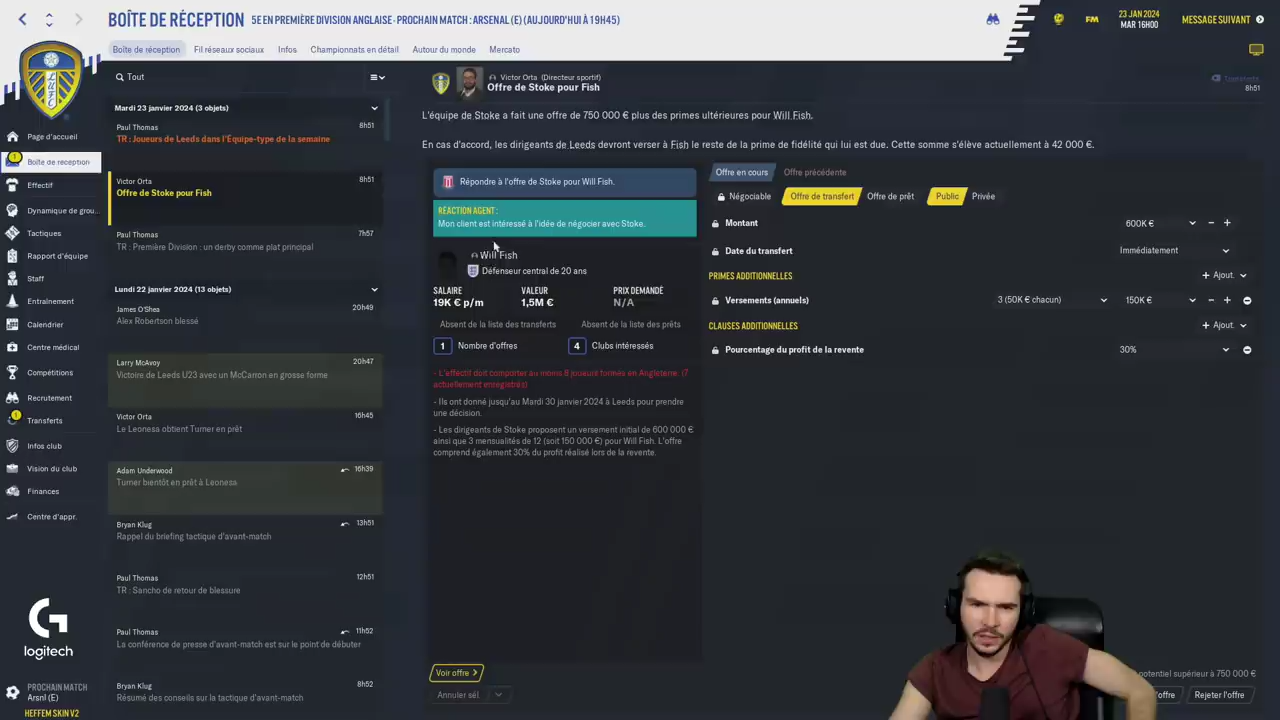 BOÎTE DE RÉCEPTION
5E EN PREMIÈRE DIVISION ANGLAISE - PROCHAIN MATCH : ARSENAL (E) (AUJOURD'HUI À 19H45)
FM
23 JAN 2024
MAR 16H00
MESSAGE SUIVANT
Boîte de réception
Fil réseaux sociaux
Infos
Championnats en détail
Autour du monde
Mercato
Page d'accueil
1
Boîte de réception
Effectif
Dynamique de grou...
Tactiques
Rapport d'équipe
Staff
Entraînement
Calendrier
Centre médical
Compétitions
Recrutement
1
Transferts
Infos club
Vision du club
Finances
Centre d'appr.
logitech
PROCHAIN MATCH
Arsnl (E)
HEFFEM SKIN V2
Tout
Mardi 23 janvier 2024 (3 objets)
Paul Thomas 8h51
TR : Joueurs de Leeds dans l'Équipe-type de la semaine
Victor Orta 8h51
Offre de Stoke pour Fish
Paul Thomas 7h57
TR : Première Division : un derby comme plat principal
Lundi 22 janvier 2024 (13 objets)
James O'Shea 20h49
Alex Robertson blessé
Larry McAvoy 20h47
Victoire de Leeds U23 avec un McCarron en grosse forme
Victor Orta 16h45
Le Leonesa obtient Turner en prêt
Adam Underwood 16h39
Turner bientôt en prêt à Leonesa
Bryan Klug 13h51
Rappel du briefing tactique d'avant-match
Paul Thomas 12h51
TR : Sancho de retour de blessure
Paul Thomas 11h52
La conférence de presse d'avant-match est sur le point de débuter
Bryan Klug 8h52
Résumé des conseils sur la tactique d'avant-match
Victor Orta (Directeur sportif)
Offre de Stoke pour Fish
Transferts
8h51
L'équipe de Stoke a fait une offre de 750 000 € plus des primes ultérieures pour Will Fish.
En cas d'accord, les dirigeants de Leeds devront verser à Fish le reste de la prime de fidélité qui lui est due. Cette somme s'élève actuellement à 42 000 €.
Répondre à l'offre de Stoke pour Will Fish.
RÉACTION AGENT :
Mon client est intéressé à l'idée de négocier avec Stoke.
Will Fish
Défenseur central de 20 ans
SALAIRE VALEUR PRIX DEMANDÉ
19K € p/m 1,5M € N/A
Absent de la liste des transferts Absent de la liste des prêts
1 Nombre d'offres 4 Clubs intéressés
- L'effectif doit comporter au moins 8 joueurs formés en Angleterre. (7
actuellement enregistrés)
- Ils ont donné jusqu'au Mardi 30 janvier 2024 à Leeds pour prendre
une décision.
- Les dirigeants de Stoke proposent un versement initial de 600 000 €
ainsi que 3 mensualités de 12 (soit 150 000 €) pour Will Fish. L'offre
comprend également 30% du profit réalisé lors de la revente.
Voir offre
Annuler sél.
Offre en cours Offre précédente
Négociable Offre de transfert Offre de prêt Public Privée
Montant 600K €
Date du transfert Immédiatement
PRIMES ADDITIONNELLES + Ajout.
Versements (annuels) 3 (50K € chacun) 150K €
CLAUSES ADDITIONNELLES + Ajout.
Pourcentage du profit de la revente 30%
potentiel supérieur à 750 000 €
l'offre Rejeter l'offre